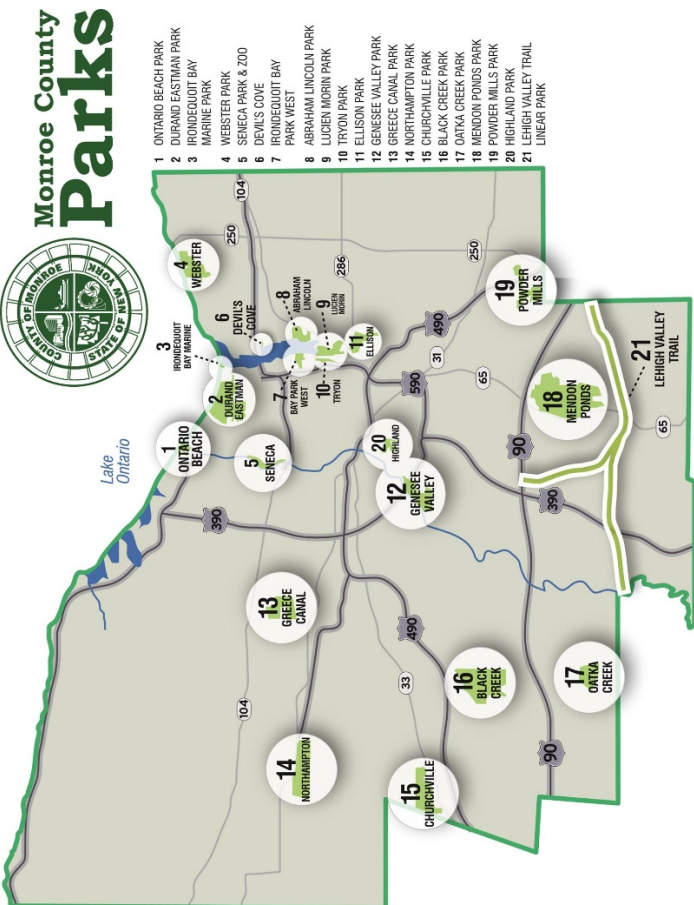 Monroe County
Parks
COUNTY OF MONROE
STATE OF NEW YORK
1 ONTARIO BEACH PARK
2 DURAND EASTMAN PARK
3 IRONDEQUOIT BAY
MARINE PARK
4 WEBSTER PARK
5 SENECA PARK & ZOO
6 DEVIL'S COVE
7 IRONDEQUOIT BAY
PARK WEST
8 ABRAHAM LINCOLN PARK
9 LUCIEN MORIN PARK
10 TRYON PARK
11 ELLISON PARK
12 GENESEE VALLEY PARK
13 GREECE CANAL PARK
14 NORTHAMPTON PARK
15 CHURCHVILLE PARK
16 BLACK CREEK PARK
17 OATKA CREEK PARK
18 MENDON PONDS PARK
19 POWDER MILLS PARK
20 HIGHLAND PARK
21 LEHIGH VALLEY TRAIL
LINEAR PARK
Lake
Ontario
1
ONTARIO
BEACH
2
DURAND
EASTMAN
3
IRONDEQUOIT
BAY MARINE
4
WEBSTER
5
SENECA
6
DEVIL'S
COVE
7
BAY PARK
WEST
8
ABRAHAM
LINCOLN
9
LUCIEN
MORIN
10
TRYON
11
ELLISON
12
GENESEE
VALLEY
13
GREECE
CANAL
14
NORTHAMPTON
15
CHURCHVILLE
16
BLACK
CREEK
17
OATKA
CREEK
18
MENDON
PONDS
19
POWDER
MILLS
20
HIGHLAND
21
LEHIGH VALLEY
TRAIL
104
250
286
250
104
390
490
590
31
65
33
490
90
90
390
65